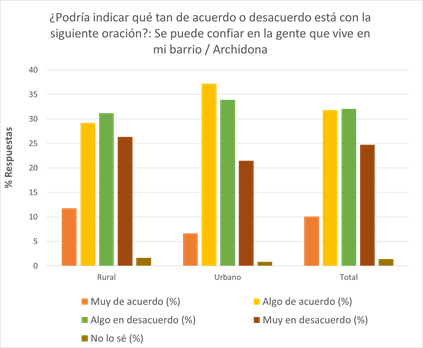 ¿Podría indicar qué tan de acuerdo o desacuerdo está con la
siguiente oración?: Se puede confiar en la gente que vive en
mi barrio / Archidona
% Respuestas
40
35
30
25
20
15
10
5
0
Rural
Urbano
Total
Muy de acuerdo (%)
Algo de acuerdo (%)
Algo en desacuerdo (%)
Muy en desacuerdo (%)
No lo sé (%)